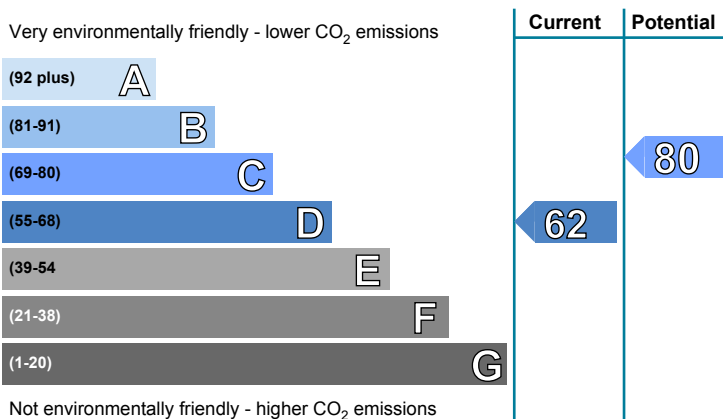 Current Potential
Very environmentally friendly - lower CO2 emissions
(92 plus) A
(81-91) B
(69-80) C
80
(55-68) D
62
(39-54 E
(21-38) F
(1-20) G
Not environmentally friendly - higher CO2 emissions